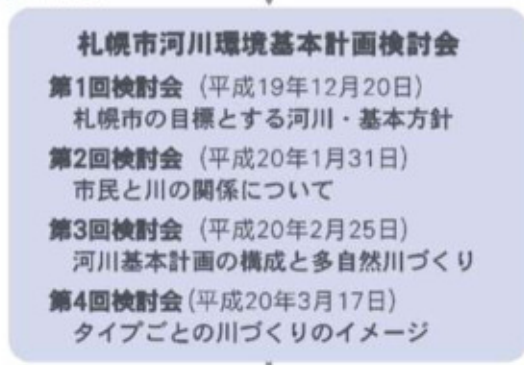 札幌市河川環境基本計画検討会
第1回検討会（平成19年12月20日）
札幌市の目標とする河川・基本方針
第2回検討会（平成20年1月31日）
市民と川の関係について
第3回検討会（平成20年2月25日）
河川基本計画の構成と多自然川づくり
第4回検討会(平成20年3月17日）
タイプごとの川づくりのイメージ